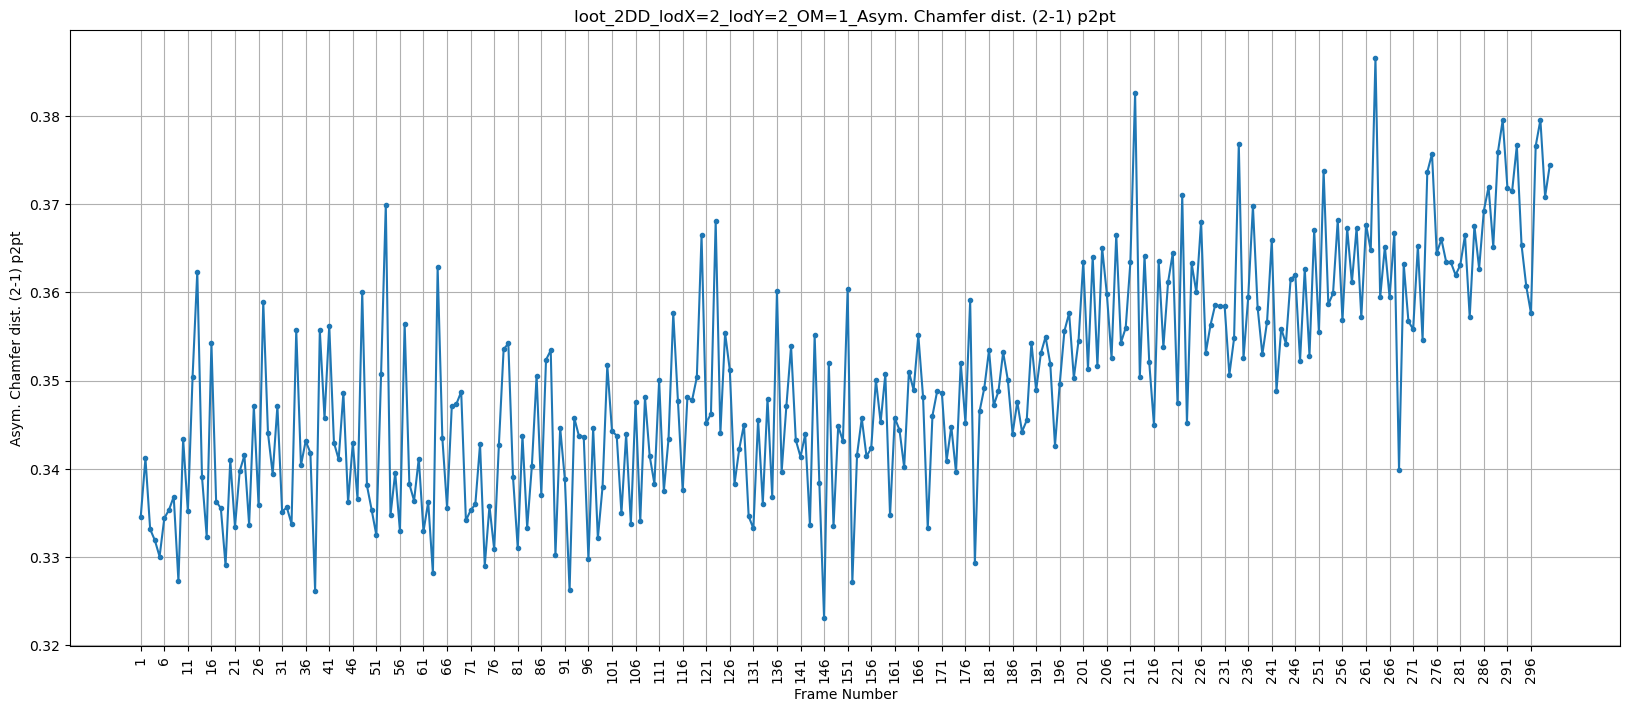 loot_2DD_lodX=2_lodY=2_OM=1_Asym. Chamfer dist. (2-1) p2pt
Asym. Chamfer dist. (2-1) p2pt
0.38
0.37
0.36
0.35
0.34
0.33
0.32
1 6 11 16 21 26 31 36 41 46 51 56 61 66 71 76 81 86 91 96 101 106 111 116 121 126 131 136 141 146 151 156 161 166 171 176 181 186 191 196 201 206 211 216 221 226 231 236 241 246 251 256 261 266 271 276 281 286 291 296
Frame Number